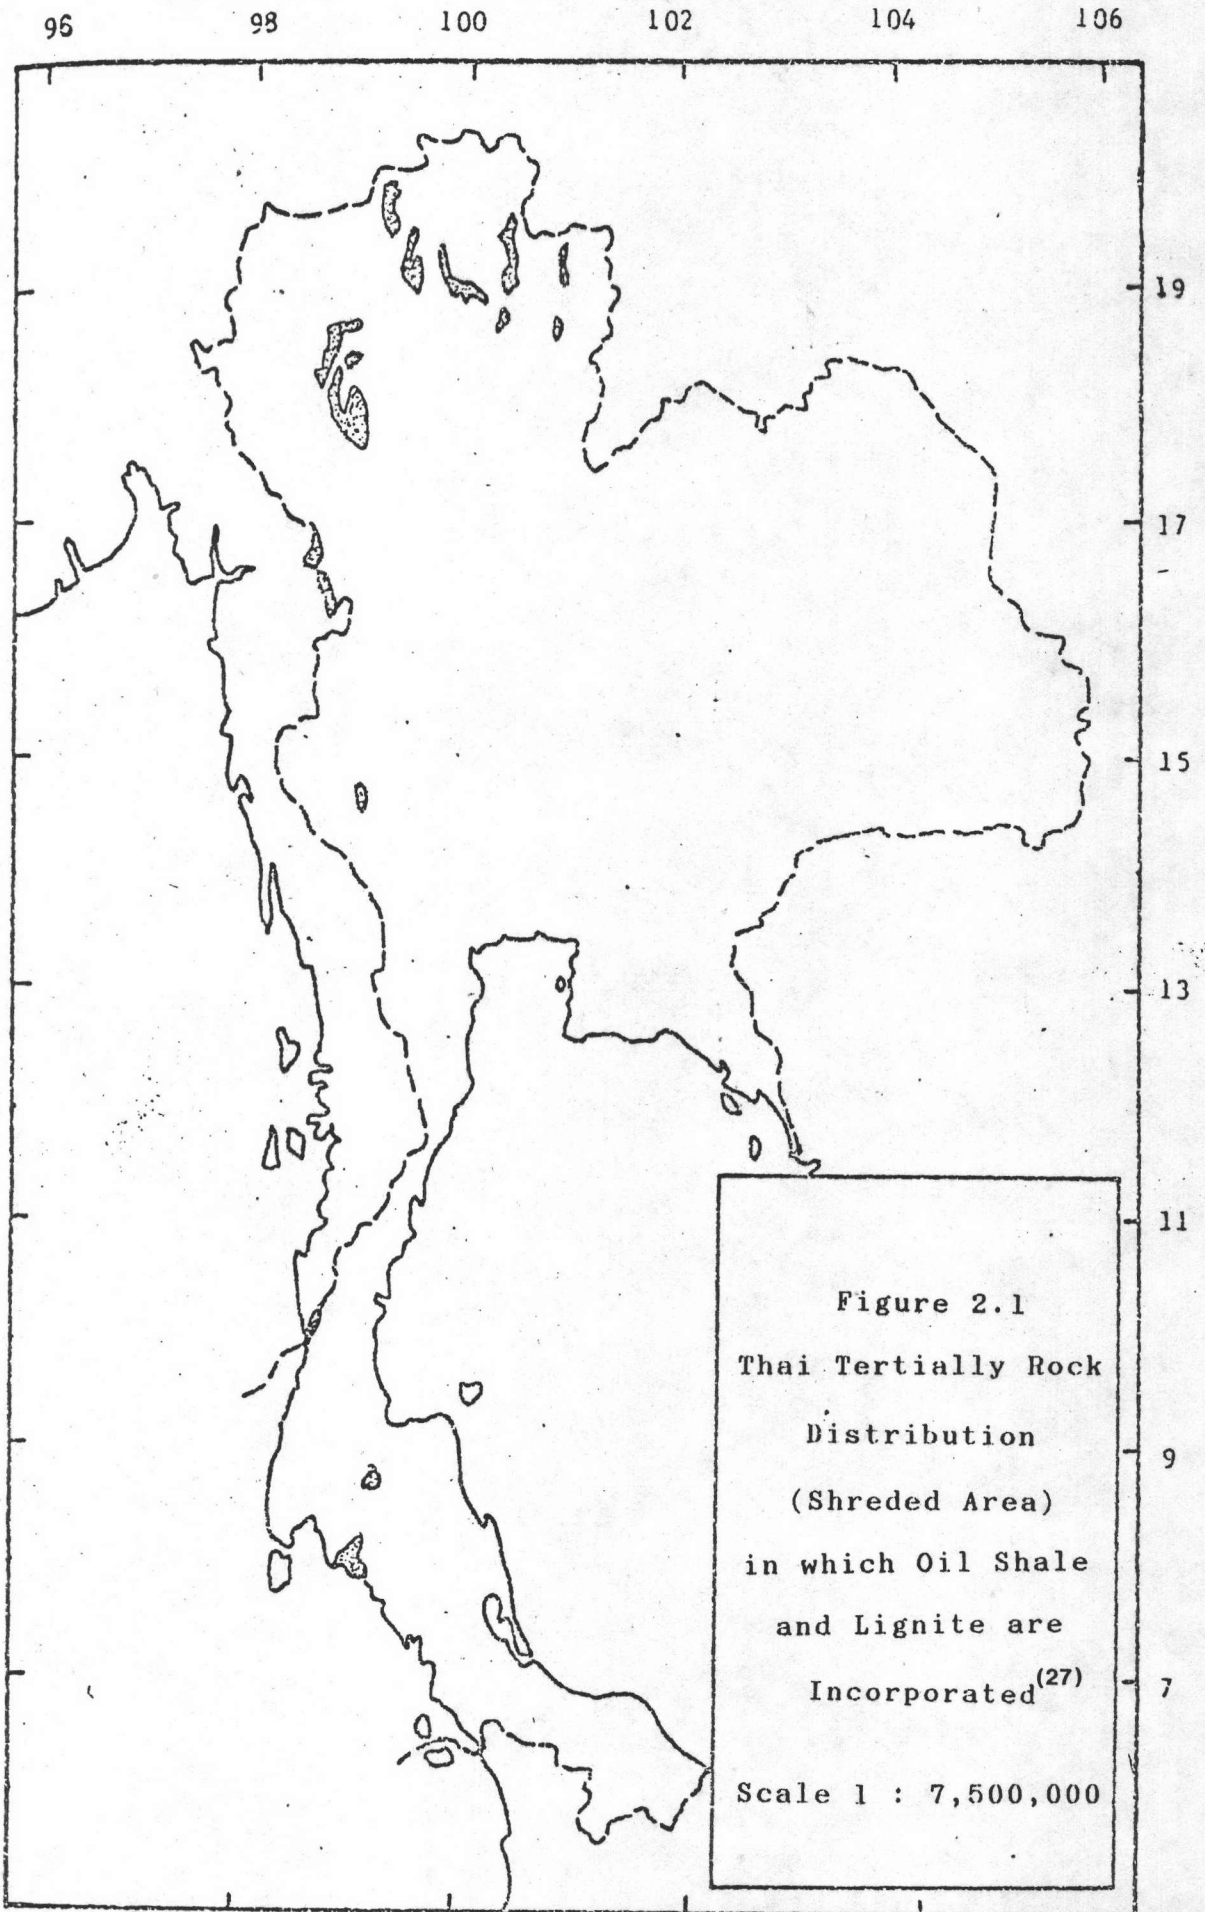 96 98 100 102 104 106
19
17
15
13
11
9
7
Figure 2.1
Thai Tertially Rock
Distribution
(Shreded Area)
in which Oil Shale
and Lignite are
Incorporated(27)
Scale 1 : 7,500,000